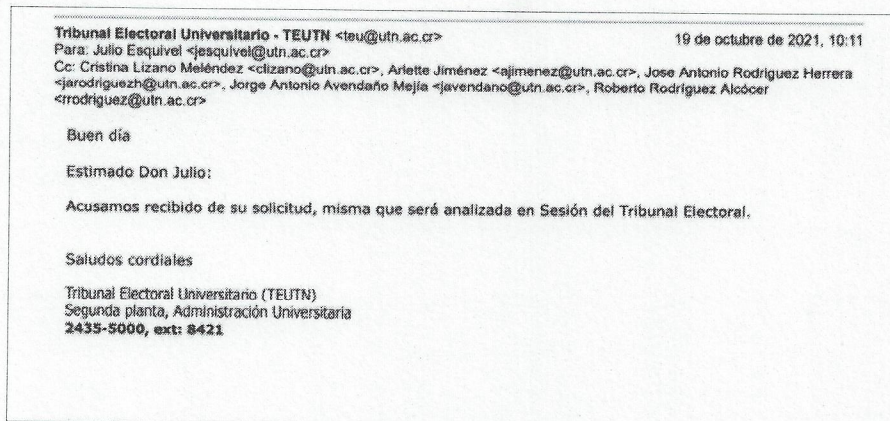 Tribunal Electoral Universitario - TEUTN <teu@utn.ac.cr>
19 de octubre de 2021, 10:11
Para: Julio Esquivel <jesquivel@utn.ac.cr>
Cc: Cristina Lizano Meléndez <clizano@utn.ac.cr>, Arlette Jiménez <ajimenez@utn.ac.cr>, Jose Antonio Rodriguez Herrera
<jarodriguezh@utn.ac.cr>, Jorge Antonio Avendaño Mejía <javendano@utn.ac.cr>, Roberto Rodríguez Alcócer
<rrodriguez@utn.ac.cr>
Buen día
Estimado Don Julio:
Acusamos recibido de su solicitud, misma que será analizada en Sesión del Tribunal Electoral.
Saludos cordiales
Tribunal Electoral Universitario (TEUTN)
Segunda planta, Administración Universitaria
2435-5000, ext: 8421